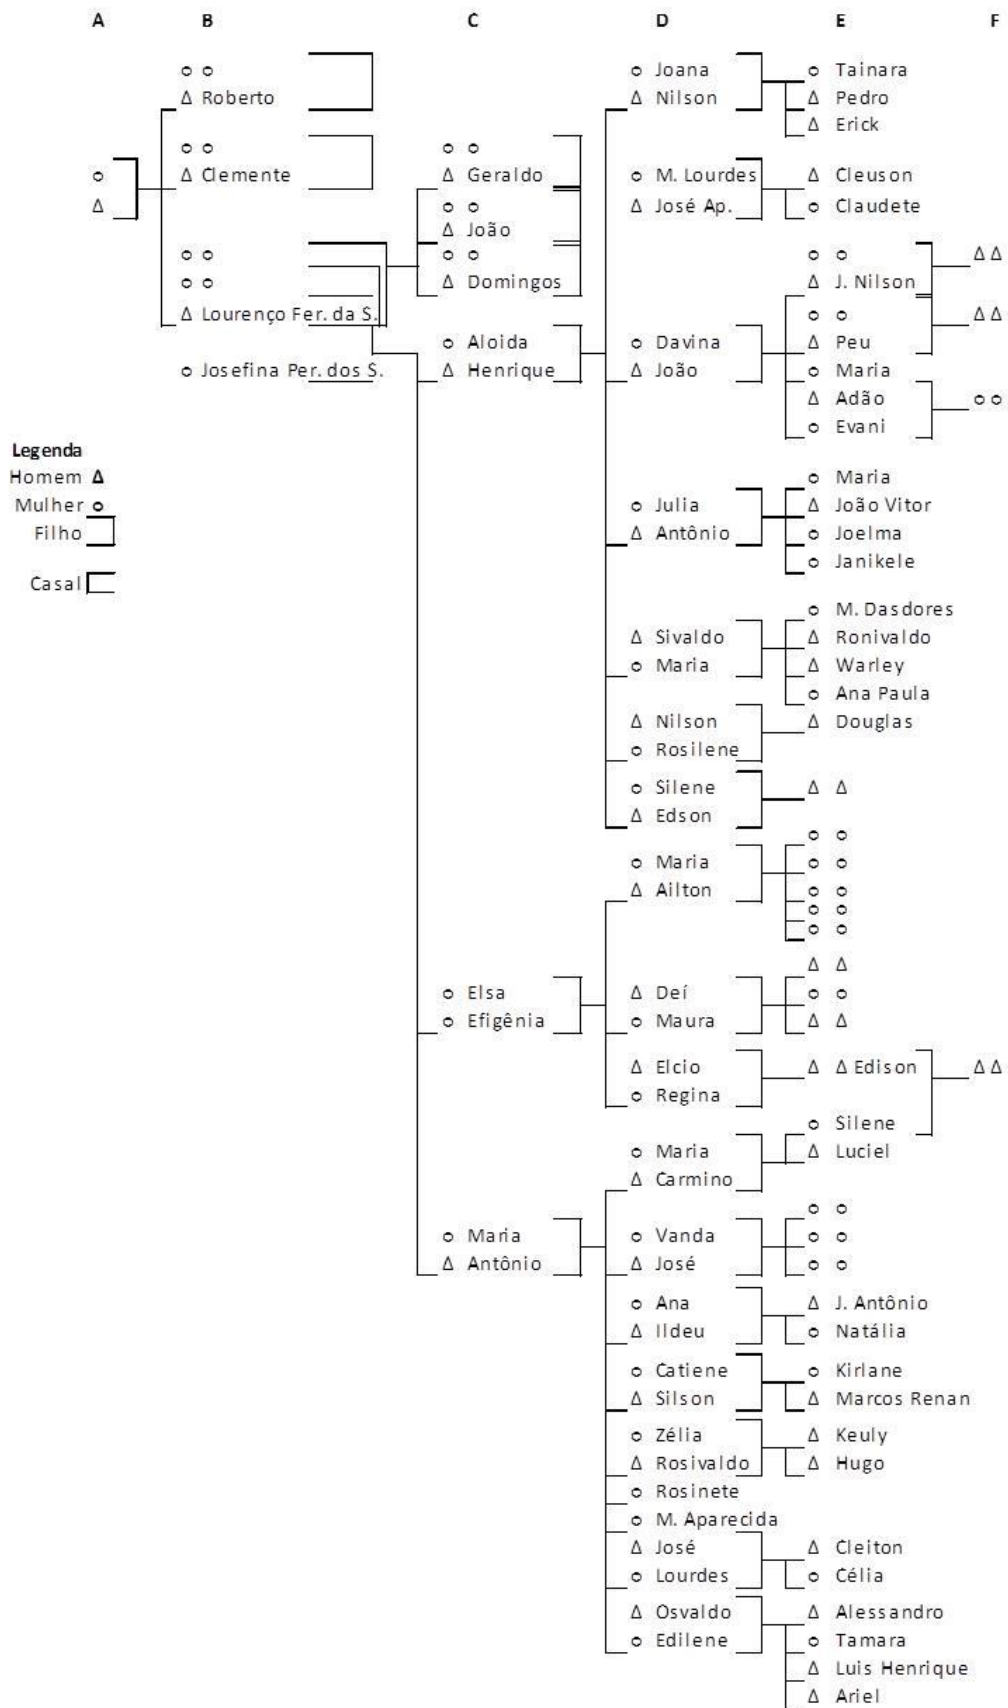 A B C D E F
Joana
Tainara
Roberto
Nilson
Pedro
Erick
Clemente
Geraldo
M. Lourdes
Cleuson
José Ap.
Claudete
João
Domingos
J. Nilson
Lourenço Fer. da S.
Aloida
Davina
Peu
Josefina Per. dos S.
Henrique
João
Maria
Adão
Evani
Legenda
Homem
Mulher
Filho
Casal
Maria
Julia
João Vitor
Antônio
Joelma
Janikele
M. Dasdores
Sivaldo
Ronivaldo
Maria
Warley
Ana Paula
Nilson
Douglas
Rosilene
Silene
Edson
Maria
Ailton
Elsa
Deí
Efigênia
Maura
Elcio
Edison
Regina
Silene
Maria
Luciel
Carmino
Maria
Vanda
Antônio
José
Ana
J. Antônio
Ildeu
Natália
Catiene
Kirlane
Silson
Marcos Renan
Zélia
Keuly
Rosivaldo
Hugo
Rosinete
M. Aparecida
José
Cleiton
Lourdes
Célia
Osvaldo
Alessandro
Edilene
Tamara
Luis Henrique
Ariel